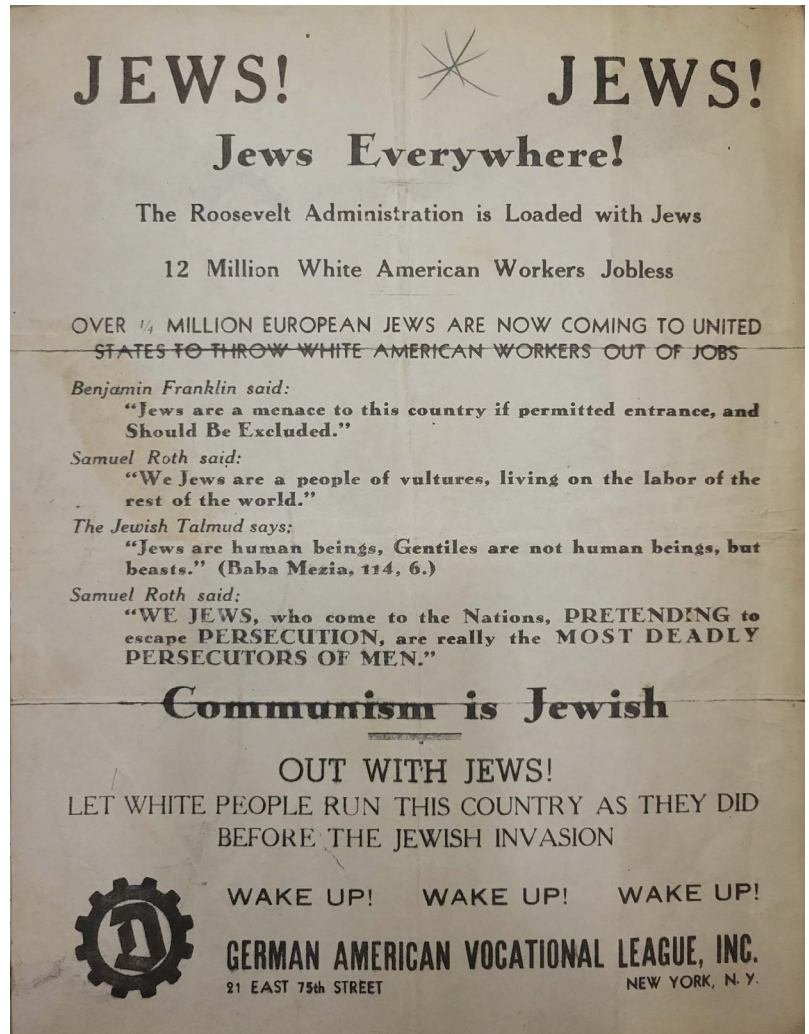 JEWS! JEWS!
Jews Everywhere!
The Roosevelt Administration is Loaded with Jews
12 Million White American Workers Jobless
OVER 1/4 MILLION EUROPEAN JEWS ARE NOW COMING TO UNITED
STATES TO THROW WHITE AMERICAN WORKERS OUT OF JOBS
Benjamin Franklin said:
“Jews are a menace to this country if permitted entrance, and
Should Be Excluded.”
Samuel Roth said:
“We Jews are a people of vultures, living on the labor of the
rest of the world.”
The Jewish Talmud says:
“Jews are human beings, Gentiles are not human beings, but
beasts.” (Baba Mezia, 114, 6.)
Samuel Roth said:
“WE JEWS, who come to the Nations, PRETENDING to
escape PERSECUTION, are really the MOST DEADLY
PERSECUTORS OF MEN.”
Communism is Jewish
OUT WITH JEWS!
LET WHITE PEOPLE RUN THIS COUNTRY AS THEY DID
BEFORE THE JEWISH INVASION
WAKE UP! WAKE UP! WAKE UP!
GERMAN AMERICAN VOCATIONAL LEAGUE, INC.
21 EAST 75th STREET NEW YORK, N. Y.